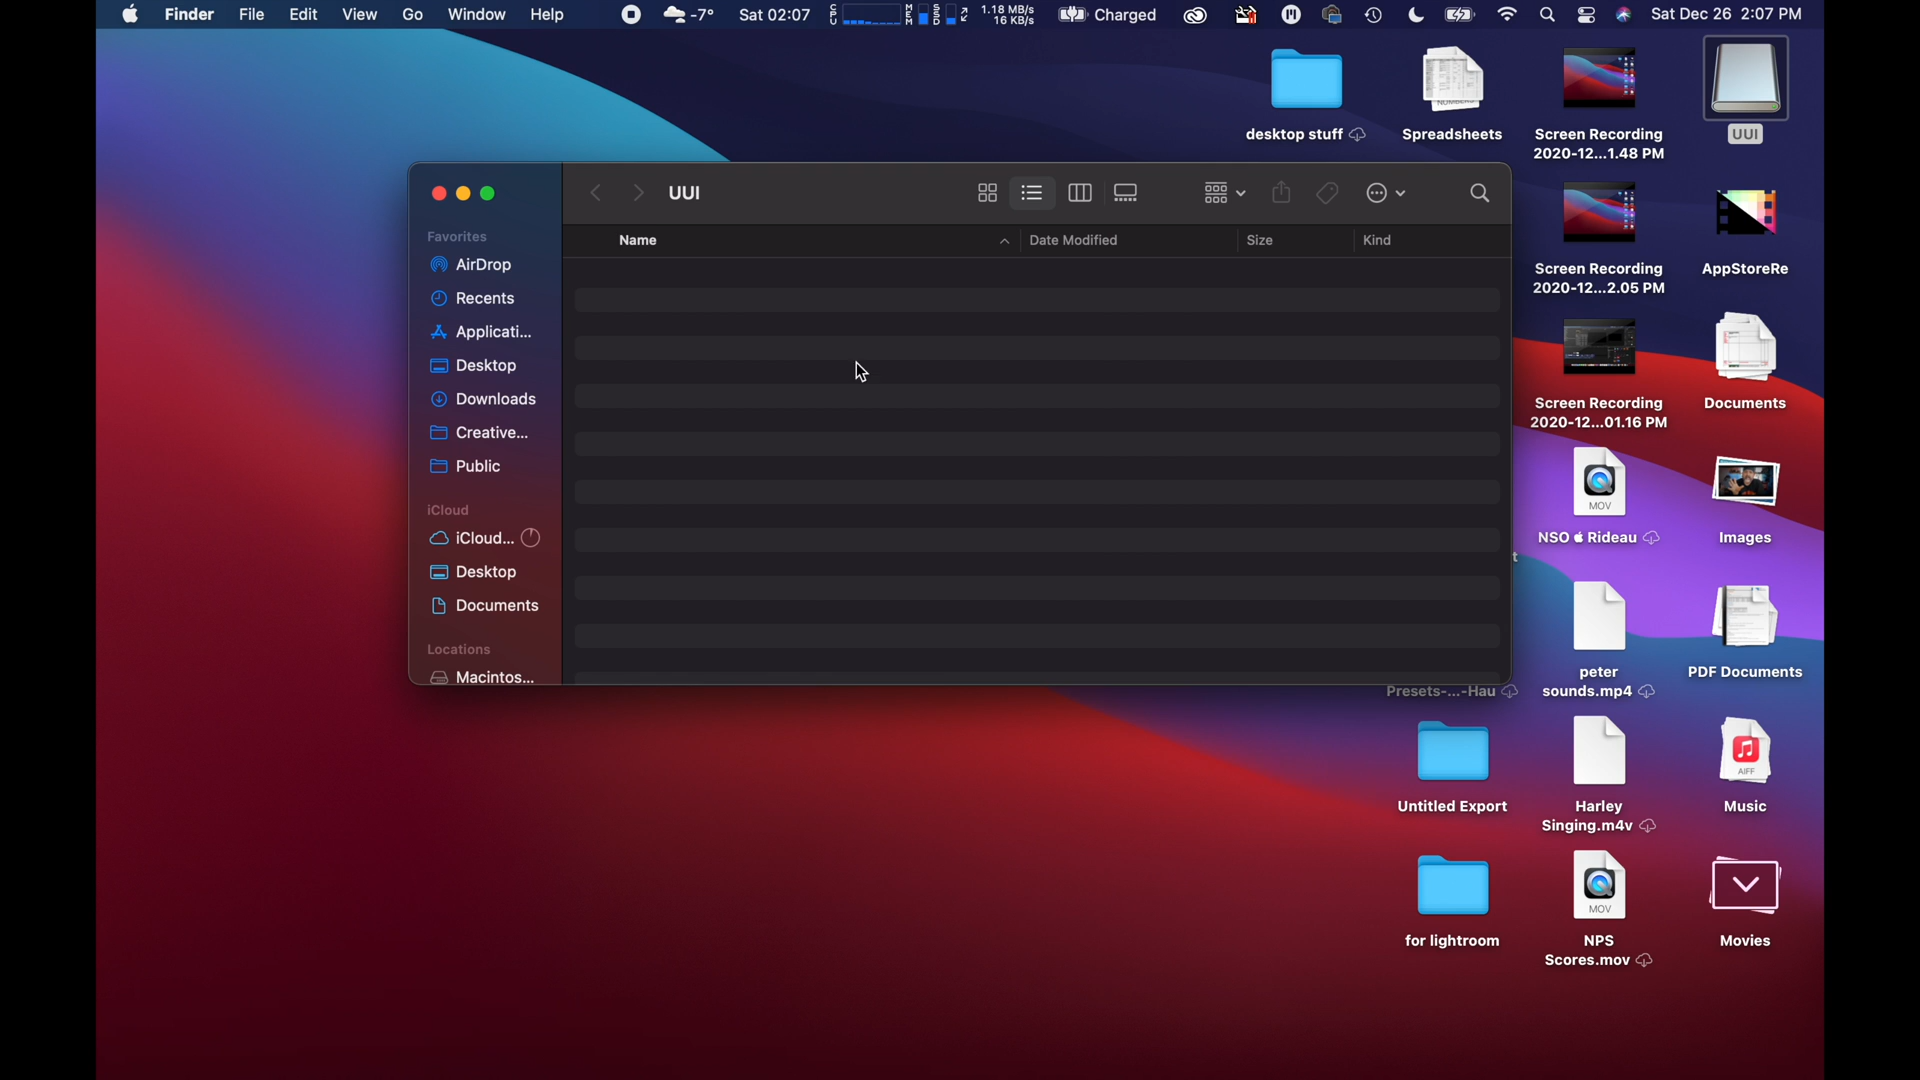 Finder File Edit View Go Window Help -7° Sat 02:07 CPU MEM SSD 1.18 MB/s 16 KB/s Charged Sat Dec 26 2:07 PM
desktop stuff
Spreadsheets
NUMBERS
Screen Recording
2020-12...1.48 PM
UUI
Screen Recording
2020-12...2.05 PM
AppStoreRe
Screen Recording
2020-12...01.16 PM
Documents
MOV
NSO Rideau
Images
peter
sounds.mp4
PDF Documents
Presets-...-Hau
Untitled Export
Harley
Singing.m4v
AIFF
Music
for lightroom
MOV
NPS
Scores.mov
Movies
UUI
Name Date Modified Size Kind
Favorites
AirDrop
Recents
Applicati...
Desktop
Downloads
Creative...
Public
iCloud
iCloud...
Desktop
Documents
Locations
Macintos...
t